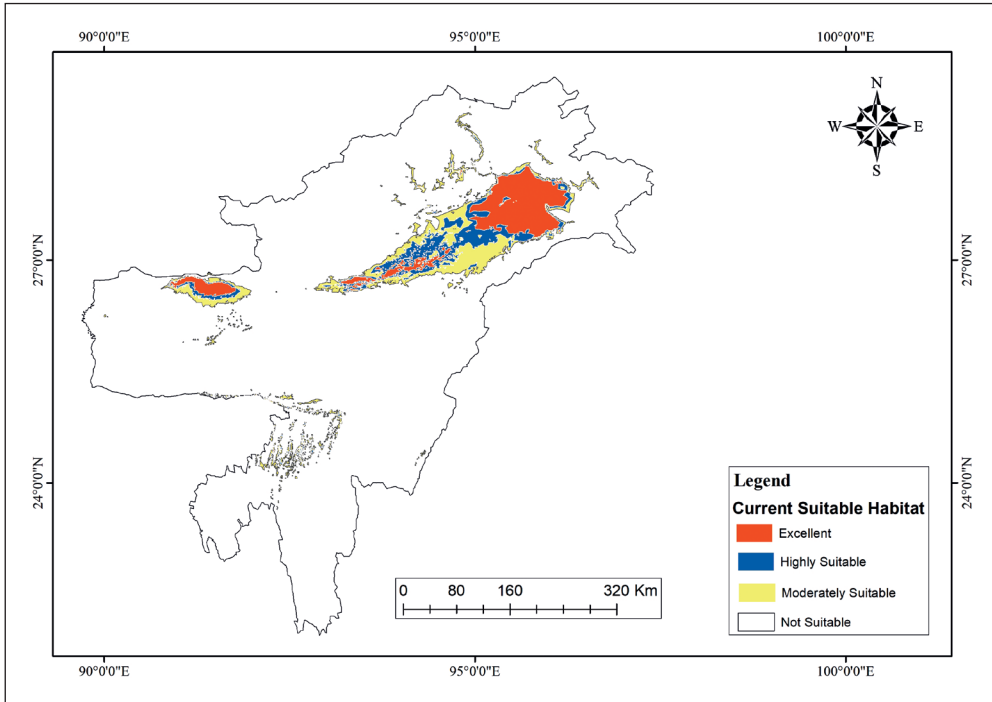 90°0'0"E 95°0'0"E 100°0'0"E
N
W E
S
27°0'0"N 27°0'0"N
24°0'0"N 24°0'0"N
Legend
Current Suitable Habitat
Excellent
Highly Suitable
Moderately Suitable
Not Suitable
0 80 160 320 Km
90°0'0"E 95°0'0"E 100°0'0"E